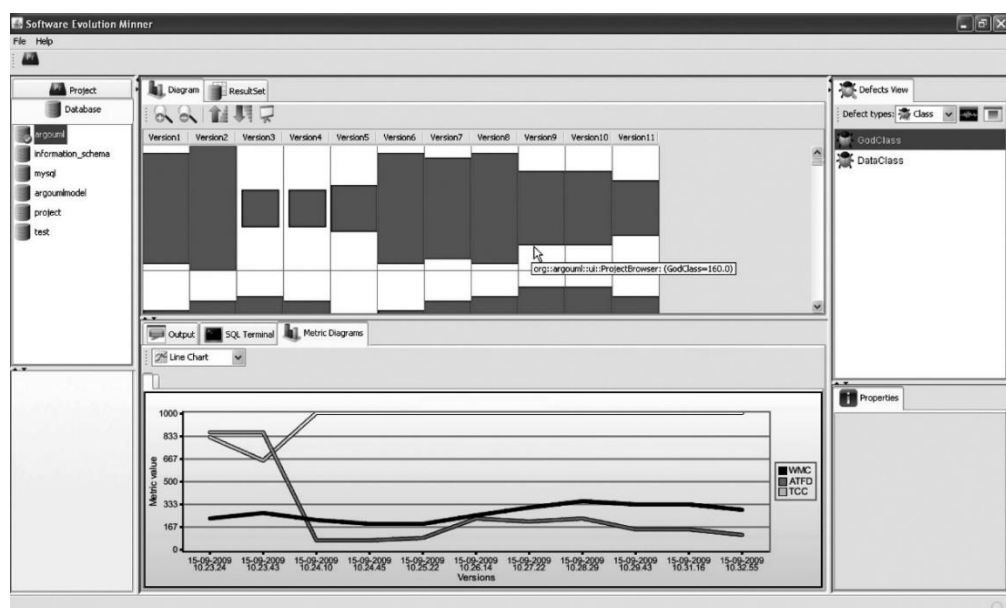 Software Evolution Minner
File Help
Project
Database
argouml
information_schema
mysql
argoumlmodel
project
test
Diagram ResultSet
Version1 Version2 Version3 Version4 Version5 Version6 Version7 Version8 Version9 Version10 Version11
org::argouml::ui::ProjectBrowser: (GodClass=160.0)
Output SQL Terminal Metric Diagrams
Line Chart
1000
833
667
500
333
167
0
Metric value
WMC
ATFD
TCC
15-09-2009 15-09-2009 15-09-2009 15-09-2009 15-09-2009 15-09-2009 15-09-2009 15-09-2009 15-09-2009 15-09-2009 15-09-2009
10.23.24 10.23.43 10.24.10 10.24.45 10.25.22 10.26.14 10.27.22 10.28.29 10.29.43 10.31.16 10.32.55
Versions
Defects View
Defect types: Class
GodClass
DataClass
Properties